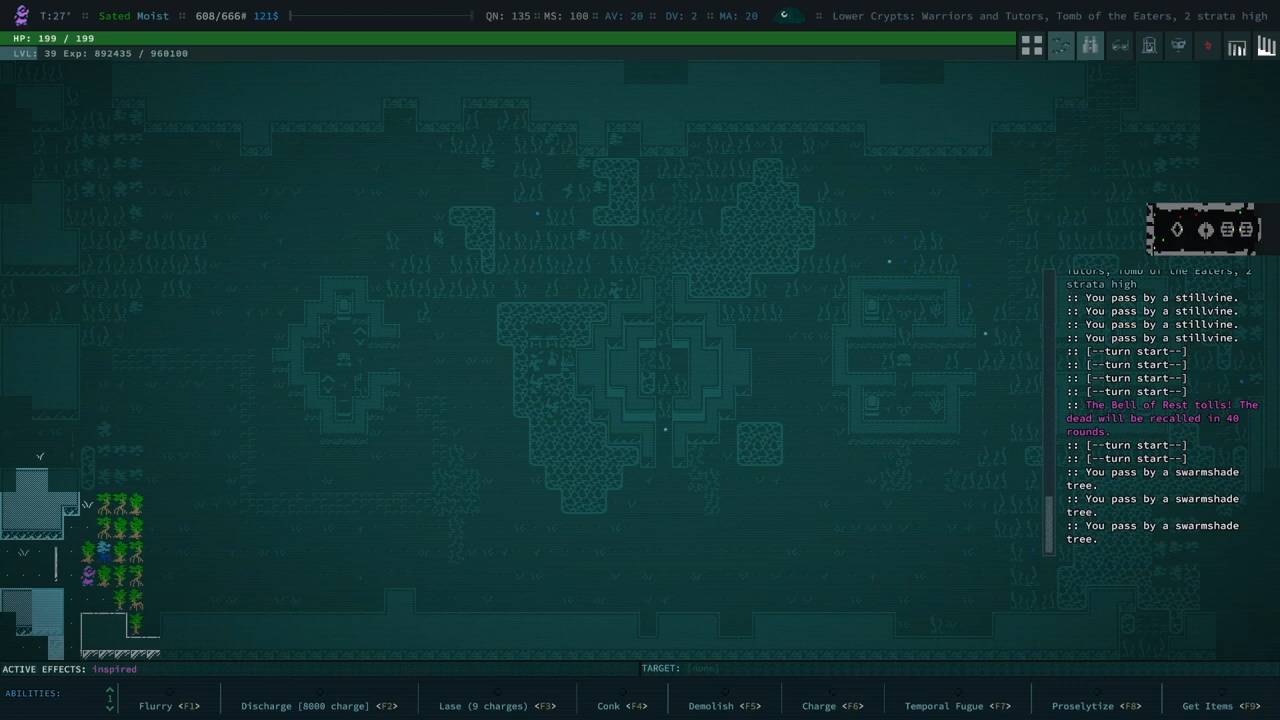 T:27° :: Sated Moist :: 608/666# 121$ QN: 135 :: MS: 100 :: AV: 20 :: DV: 2 :: MA: 20 :: Lower Crypts: Warriors and Tutors, Tomb of the Eaters, 2 strata high
HP: 199 / 199
LVL: 39 Exp: 892435 / 960100
Tutors, Tomb of the Eaters, 2
strata high
:: You pass by a stillvine.
:: You pass by a stillvine.
:: You pass by a stillvine.
:: You pass by a stillvine.
:: [--turn start--]
:: [--turn start--]
:: [--turn start--]
:: [--turn start--]
:: The Bell of Rest tolls! The
dead will be recalled in 40
rounds.
:: [--turn start--]
:: [--turn start--]
:: You pass by a swarmshade
tree.
:: You pass by a swarmshade
tree.
:: You pass by a swarmshade
tree.
ACTIVE EFFECTS: inspired TARGET: [none]
ABILITIES: 1 Flurry <F1> Discharge [8000 charge] <F2> Lase (9 charges) <F3> Conk <F4> Demolish <F5> Charge <F6> Temporal Fugue <F7> Proselytize <F8> Get Items <F9>